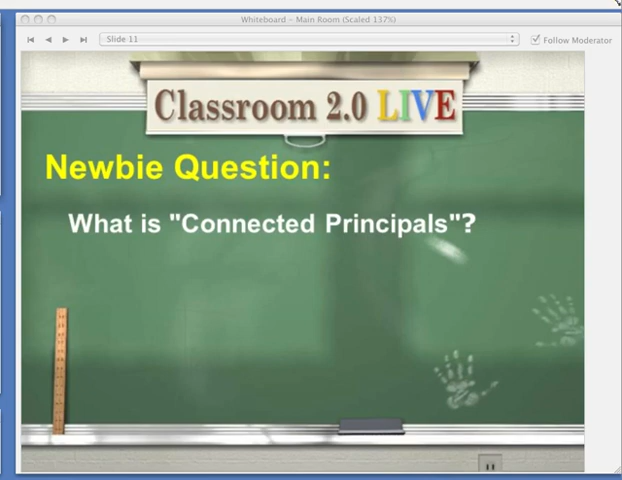 Whiteboard – Main Room (Scaled 137%)
Slide 11
Follow Moderator
Classroom 2.0 LIVE
Newbie Question:
What is "Connected Principals"?